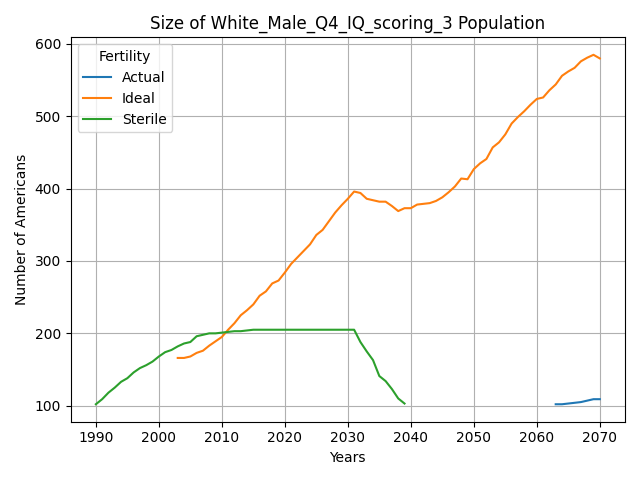 Size of White_Male_Q4_IQ_scoring_3 Population
Fertility
Actual
Ideal
Sterile
Number of Americans
600
500
400
300
200
100
1990 2000 2010 2020 2030 2040 2050 2060 2070
Years